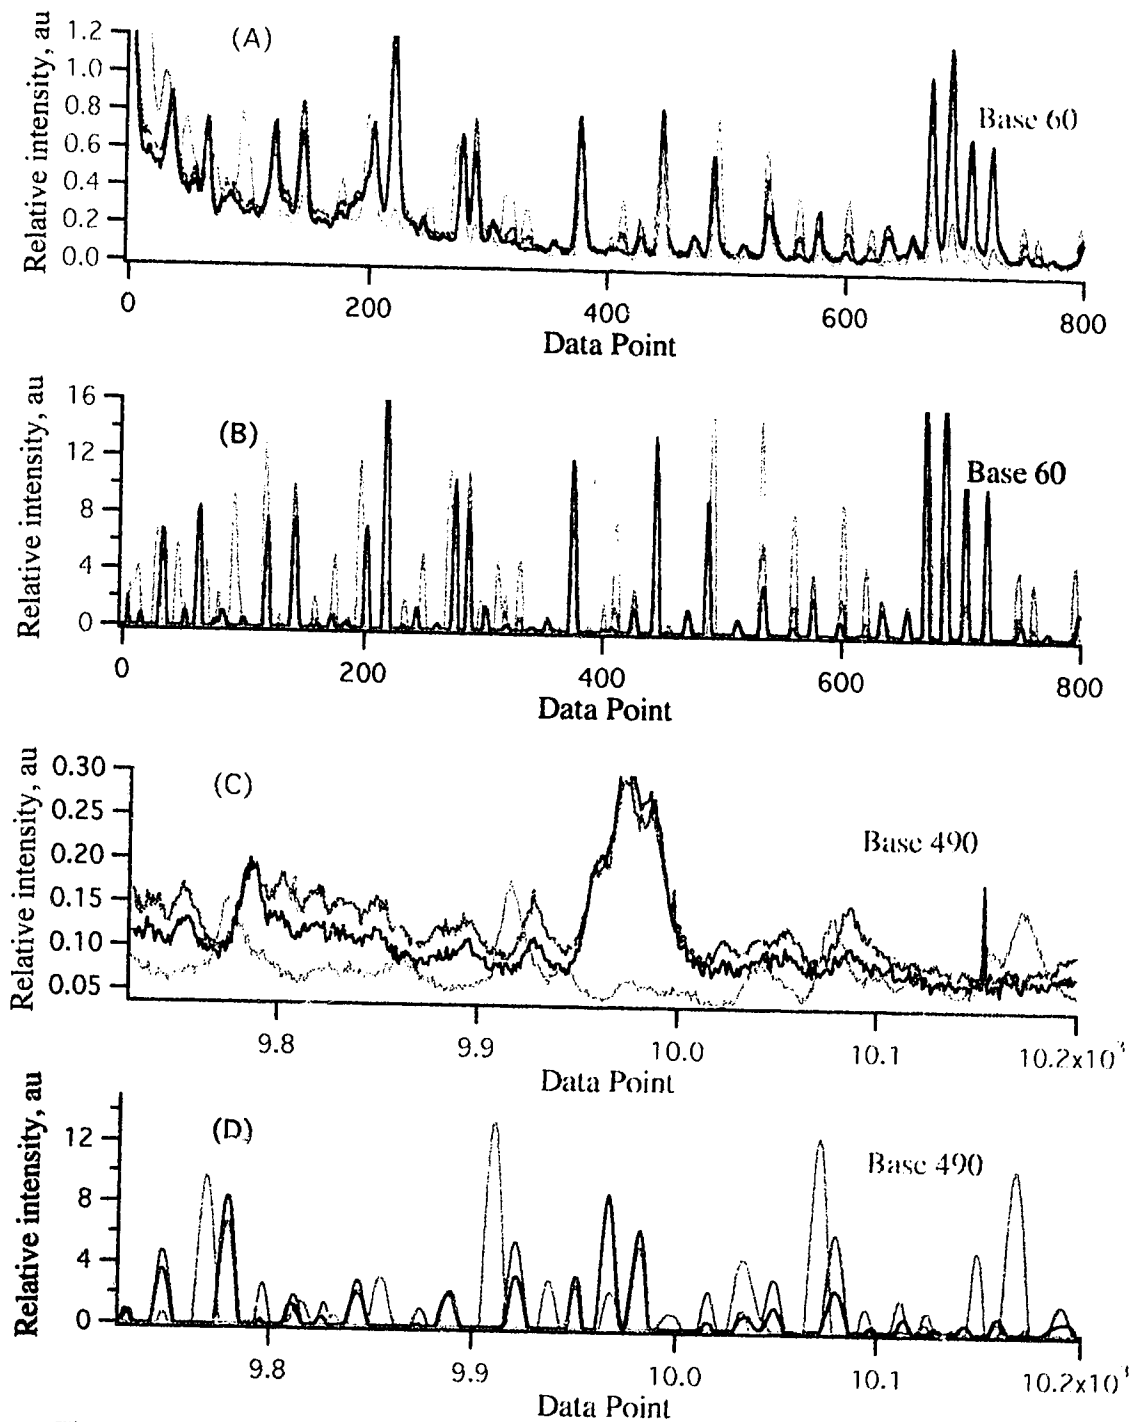 Relative intensity, au
1.2
1.0
0.8
0.6
0.4
0.2
0.0
(A)
Base 60
0
200
400
600
800
Data Point
Relative intensity, au
16
12
8
4
0
(B)
Base 60
0
200
400
600
800
Data Point
Relative intensity, au
0.30
0.25
0.20
0.15
0.10
0.05
(C)
Base 490
9.8
9.9
10.0
10.1
10.2x10³
Data Point
Relative intensity, au
12
8
4
0
(D)
Base 490
9.8
9.9
10.0
10.1
10.2x10³
Data Point